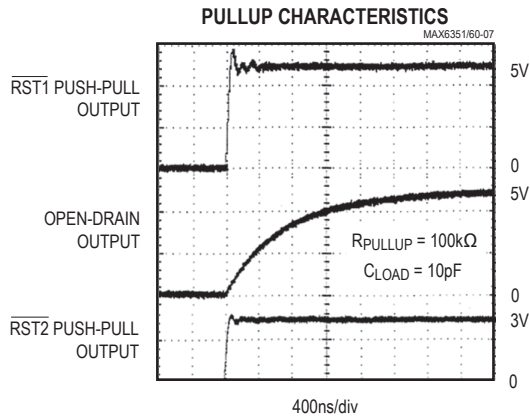 PULLUP CHARACTERISTICS
MAX6351/60-07
RST1 PUSH-PULL
OUTPUT
5V
0
5V
OPEN-DRAIN
OUTPUT
RPULLUP = 100kΩ
CLOAD = 10pF
0
RST2 PUSH-PULL
OUTPUT
3V
0
400ns/div